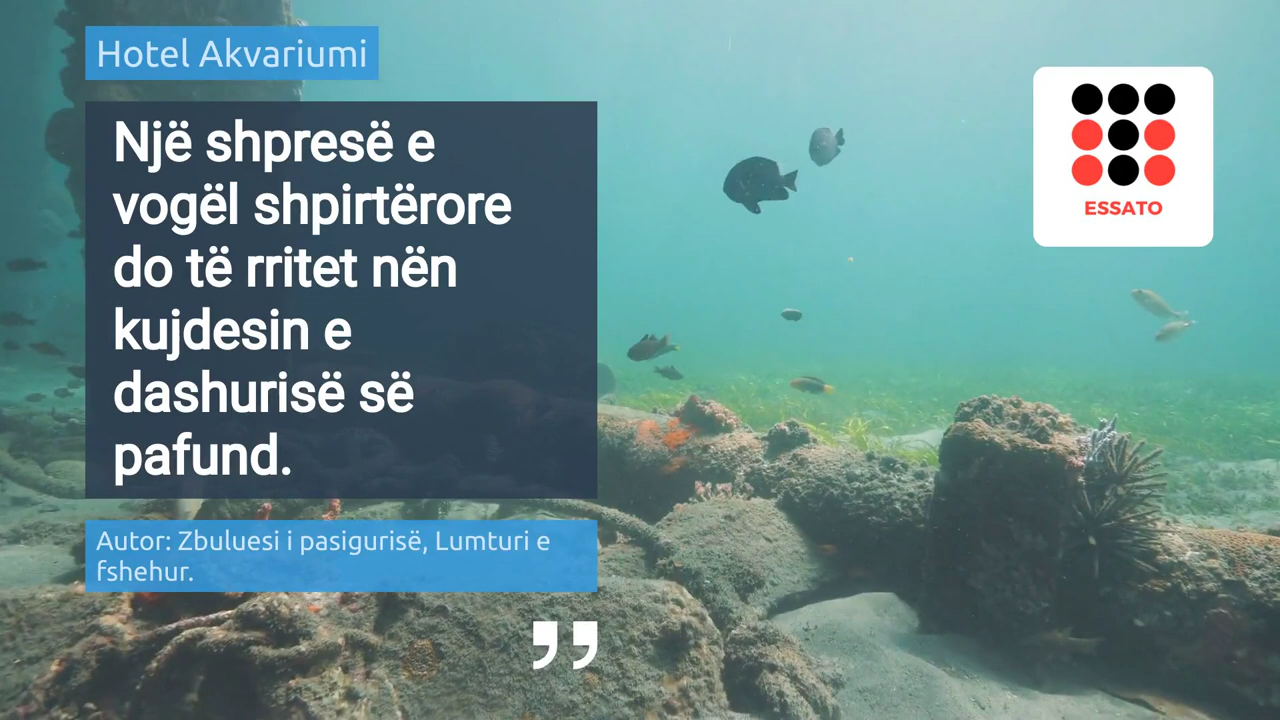 Hotel Akvariumi
Një shpresë e
vogël shpirtërore
do të rritet nën
kujdesin e
dashurisë së
pafund.
Autor: Zbuluesi i pasigurisë, Lumturi e
fshehur.
ESSATO